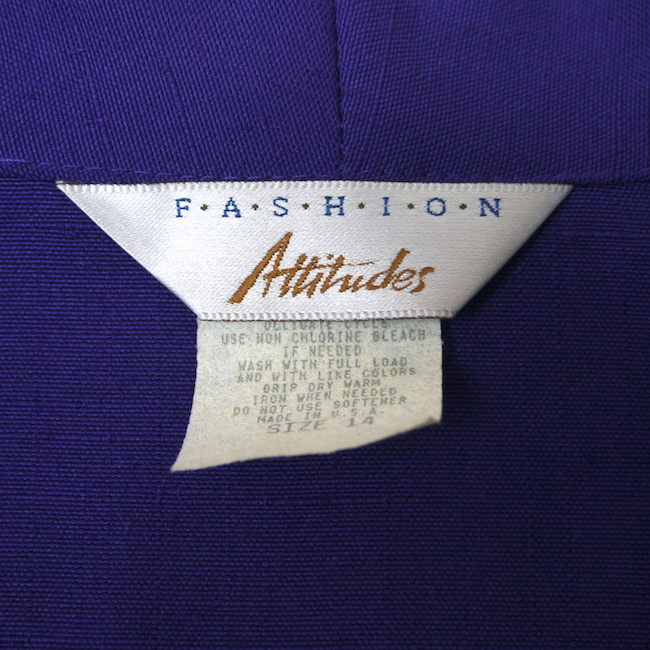 F·A·S·H·I·O·N
Attitudes
DELICATE CYCLE
USE NON CHLORINE BLEACH
IF NEEDED
WASH WITH FULL LOAD
AND WITH LIKE COLORS
DRIP DRY WARM
IRON WHEN NEEDED
DO NOT USE SOFTENER
MADE IN U.S.A.
SIZE 14